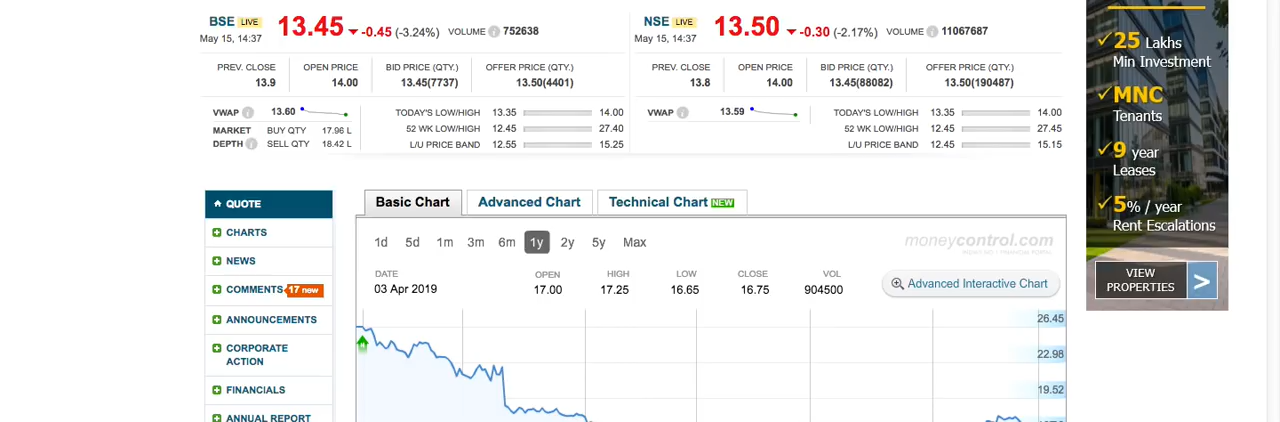 BSE LIVE 13.45 -0.45 (-3.24%) VOLUME i 752638
May 15, 14:37
PREV. CLOSE OPEN PRICE BID PRICE (QTY.) OFFER PRICE (QTY.)
13.9 14.00 13.45(7737) 13.50(4401)
VWAP i 13.60
MARKET BUY QTY 17.96 L
DEPTH i SELL QTY 18.42 L
TODAY'S LOW/HIGH 13.35 14.00
52 WK LOW/HIGH 12.45 27.40
L/U PRICE BAND 12.55 15.25
NSE LIVE 13.50 -0.30 (-2.17%) VOLUME i 11067687
May 15, 14:37
PREV. CLOSE OPEN PRICE BID PRICE (QTY.) OFFER PRICE (QTY.)
13.8 14.00 13.45(88082) 13.50(190487)
VWAP i 13.59
TODAY'S LOW/HIGH 13.35 14.00
52 WK LOW/HIGH 12.45 27.45
L/U PRICE BAND 12.45 15.15
QUOTE
CHARTS
NEWS
COMMENTS 17 new
ANNOUNCEMENTS
CORPORATE
ACTION
FINANCIALS
ANNUAL REPORT
Basic Chart Advanced Chart Technical Chart NEW
1d 5d 1m 3m 6m 1y 2y 5y Max
moneycontrol.com
DATE OPEN HIGH LOW CLOSE VOL
03 Apr 2019 17.00 17.25 16.65 16.75 904500
Advanced Interactive Chart
26.45
22.98
19.52
25 Lakhs
Min Investment
MNC
Tenants
9 year
Leases
5% / year
Rent Escalations
VIEW
PROPERTIES >